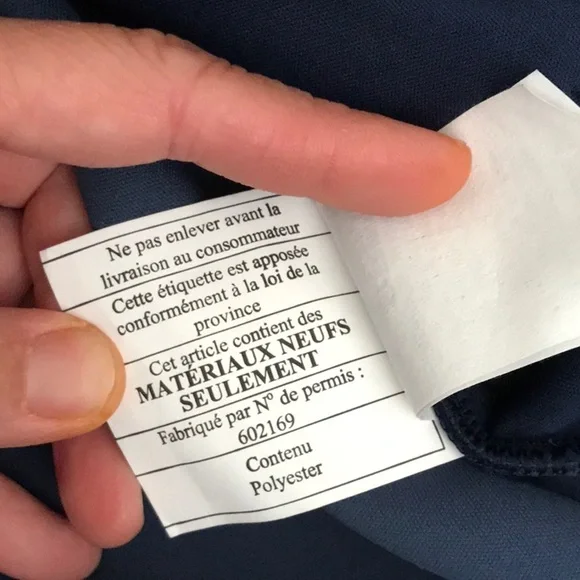 Ne pas enlever avant la
livraison au consommateur
Cette étiquette est apposée
conformément à la loi de la
province
Cet article contient des
MATÉRIAUX NEUFS
SEULEMENT
Fabriqué par Nº de permis :
602169
Contenu
Polyester